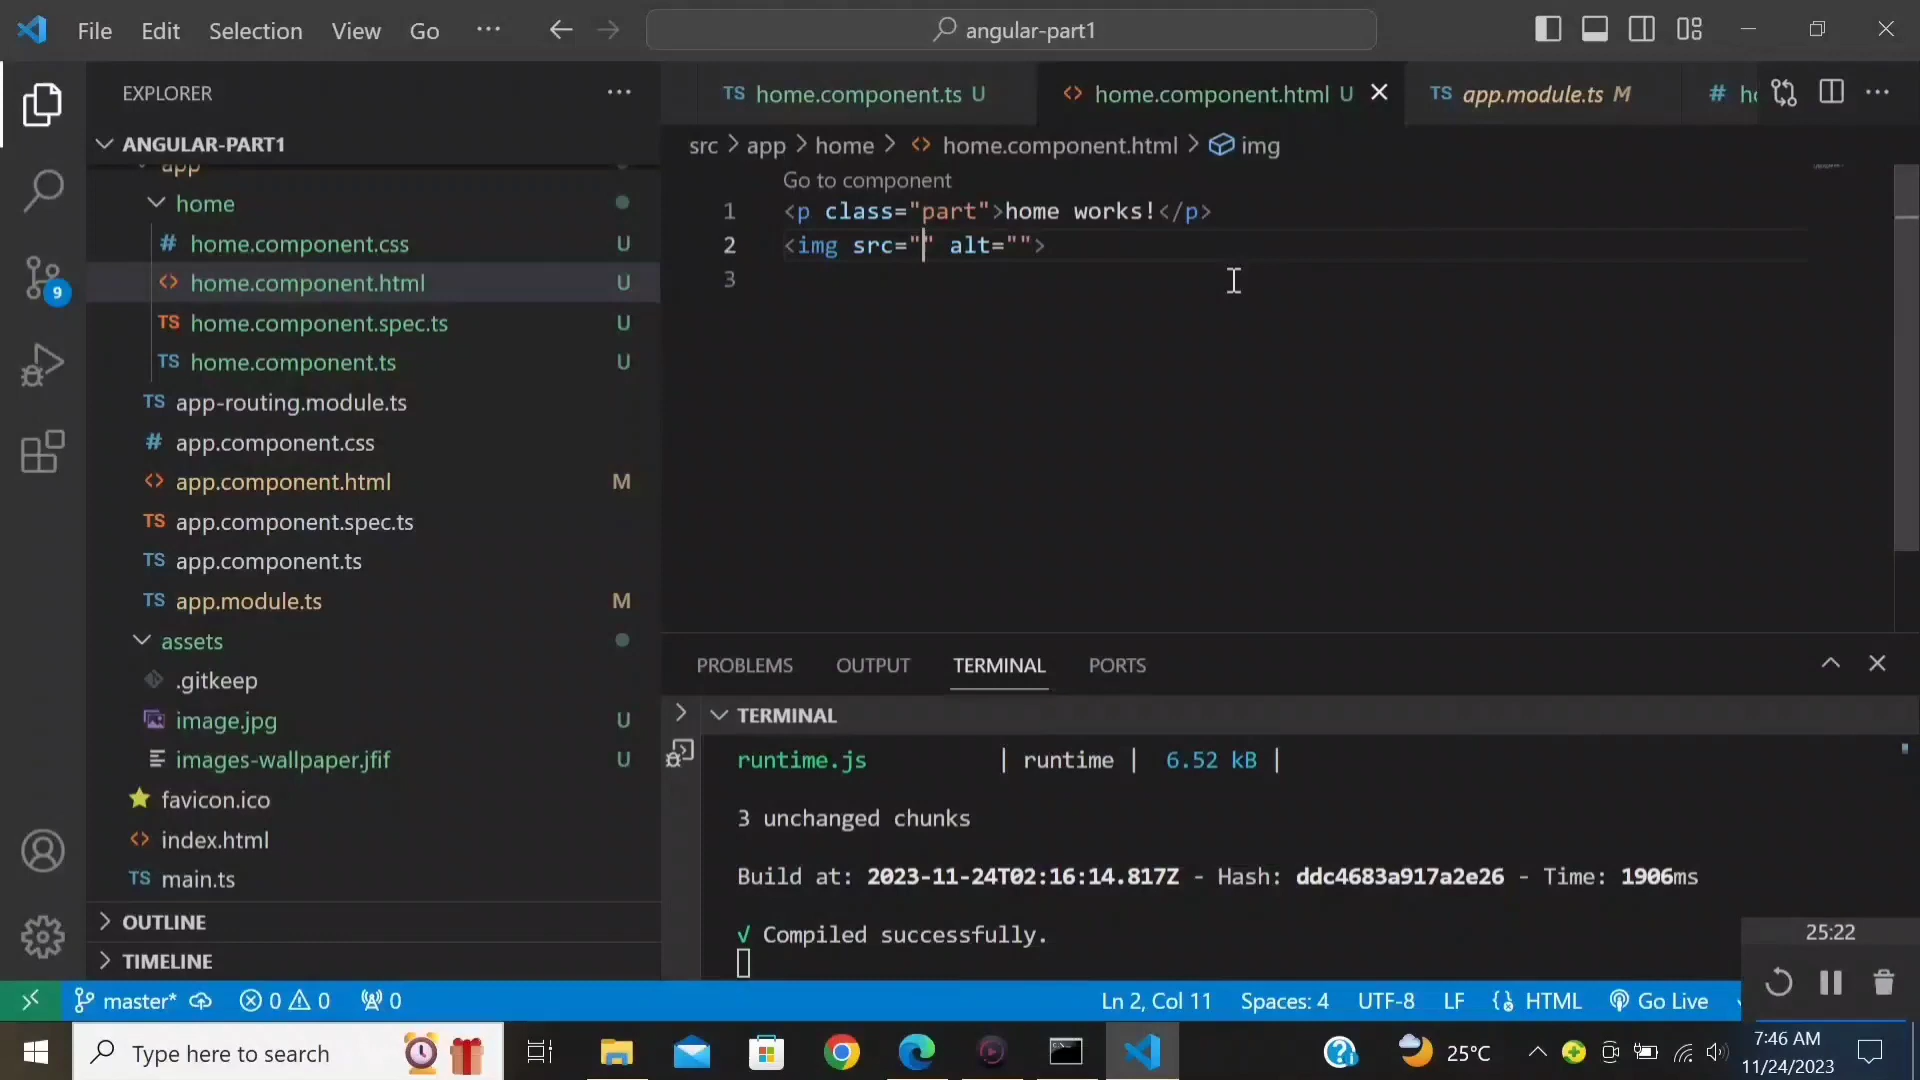 File Edit Selection View Go ··· angular-part1
EXPLORER ···
ANGULAR-PART1
app
home
# home.component.css U
<> home.component.html U
TS home.component.spec.ts U
TS home.component.ts U
TS app-routing.module.ts
# app.component.css
<> app.component.html M
TS app.component.spec.ts
TS app.component.ts
TS app.module.ts M
assets
.gitkeep
image.jpg U
images-wallpaper.jfif U
favicon.ico
<> index.html
TS main.ts
OUTLINE
TIMELINE
9
TS home.component.ts U <> home.component.html U TS app.module.ts M # ho ···
src > app > home > <> home.component.html > img
Go to component
1 <p class="part">home works!</p>
2 <img src="" alt="">
3
PROBLEMS OUTPUT TERMINAL PORTS
TERMINAL
runtime.js | runtime | 6.52 kB |
3 unchanged chunks
Build at: 2023-11-24T02:16:14.817Z - Hash: ddc4683a917a2e26 - Time: 1906ms
√ Compiled successfully.
25:22
master* 0 0 0 Ln 2, Col 11 Spaces: 4 UTF-8 LF HTML Go Live
Type here to search 25°C 7:46 AM
11/24/2023